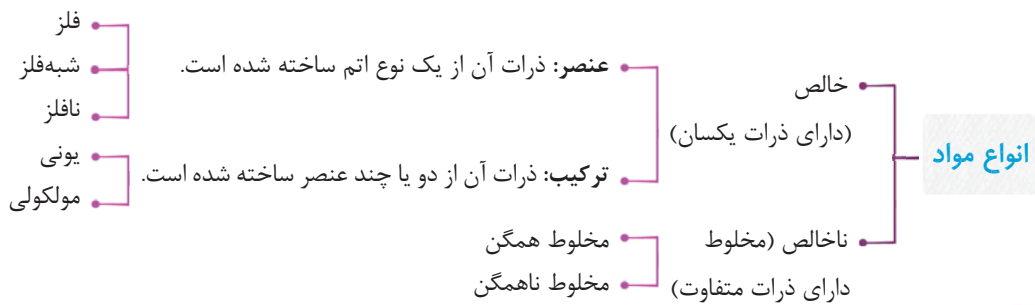 انواع مواد
خالص
(دارای ذرات یکسان)
عنصر: ذرات آن از یک نوع اتم ساخته شده است.
فلز
شبه‌فلز
نافلز
ترکیب: ذرات آن از دو یا چند عنصر ساخته شده است.
یونی
مولکولی
ناخالص (مخلوط
دارای ذرات متفاوت)
مخلوط همگن
مخلوط ناهمگن